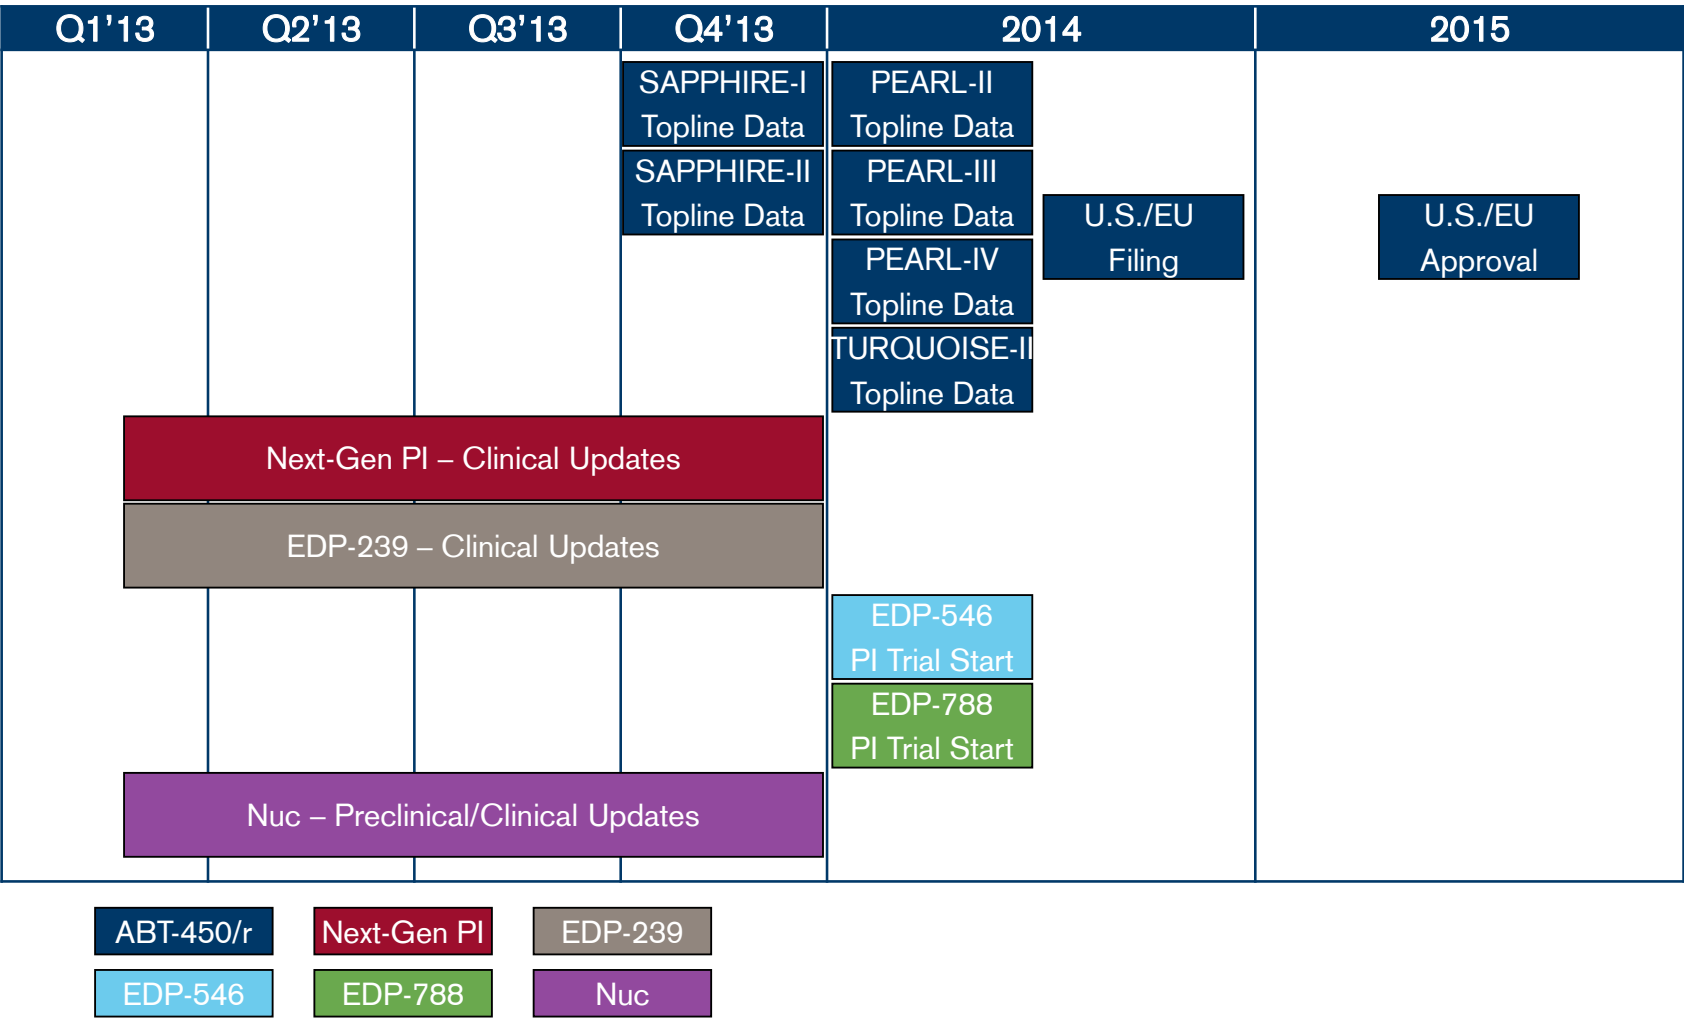 Q1’13 Q2’13 Q3’13 Q4’13 2014 2015
SAPPHIRE-I
Topline Data
SAPPHIRE-II
Topline Data
PEARL-II
Topline Data
PEARL-III
Topline Data
PEARL-IV
Topline Data
TURQUOISE-II
Topline Data
U.S./EU
Filing
U.S./EU
Approval
Next-Gen PI – Clinical Updates
EDP-239 – Clinical Updates
EDP-546
PI Trial Start
EDP-788
PI Trial Start
Nuc – Preclinical/Clinical Updates
ABT-450/r Next-Gen PI EDP-239
EDP-546 EDP-788 Nuc